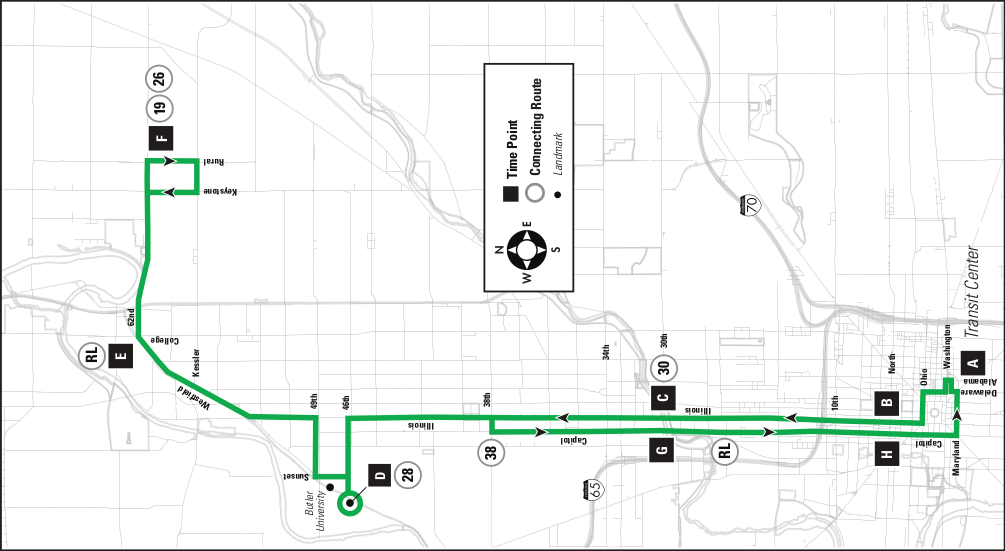 26
19
F
Rural
Keystone
RL
E
62nd
College
Kessler
Westfield
49th
46th
Sunset
Butler
University
D
28
Illinois
38th
38
Capitol
Time Point
Connecting Route
Landmark
N
E
S
W
34th
30th
30
C
G
RL
Illinois
65
70
10th
North
Ohio
Washington
Transit Center
A
Alabama
Delaware
B
H
Capitol
Maryland